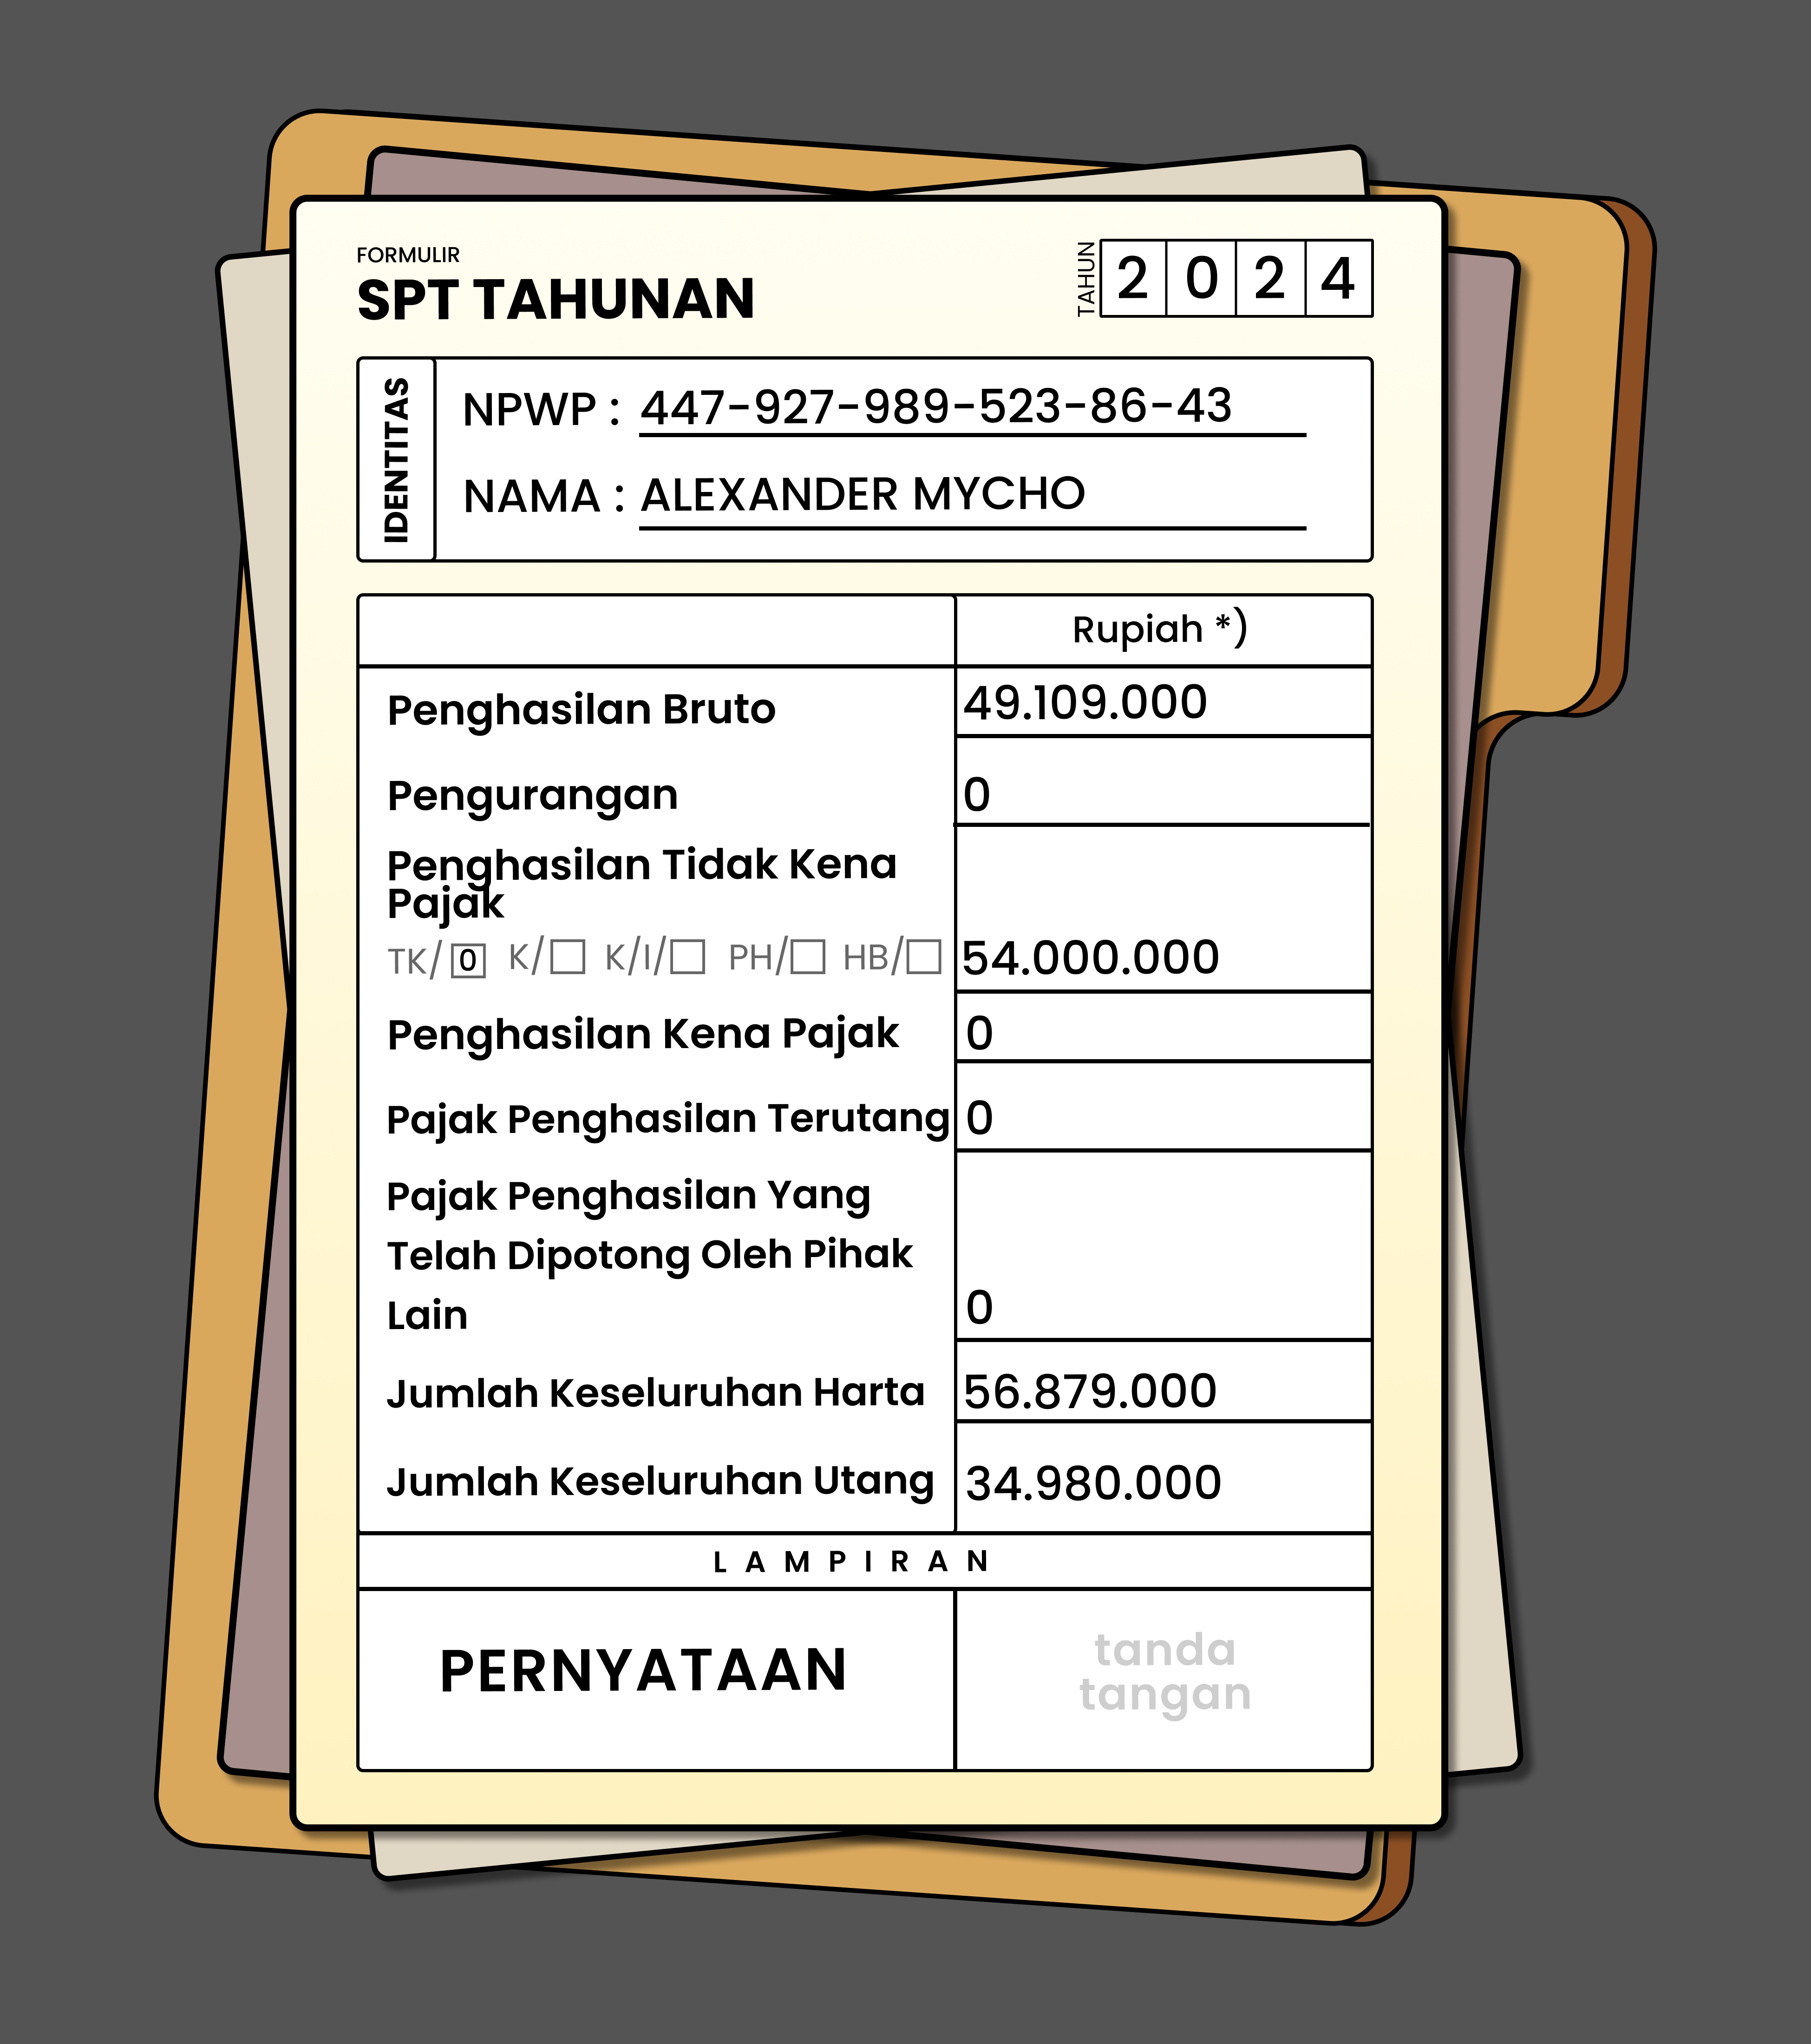 FORMULIR
SPT TAHUNAN
TAHUN
2 0 2 4
IDENTITAS
NPWP : 447-927-989-523-86-43
NAMA : ALEXANDER MYCHO
Rupiah *)
Penghasilan Bruto 49.109.000
Pengurangan 0
Penghasilan Tidak Kena
Pajak
TK/ 0 K/ K/I/ PH/ HB/ 54.000.000
Penghasilan Kena Pajak 0
Pajak Penghasilan Terutang 0
Pajak Penghasilan Yang
Telah Dipotong Oleh Pihak
Lain 0
Jumlah Keseluruhan Harta 56.879.000
Jumlah Keseluruhan Utang 34.980.000
LAMPIRAN
PERNYATAAN
tanda
tangan